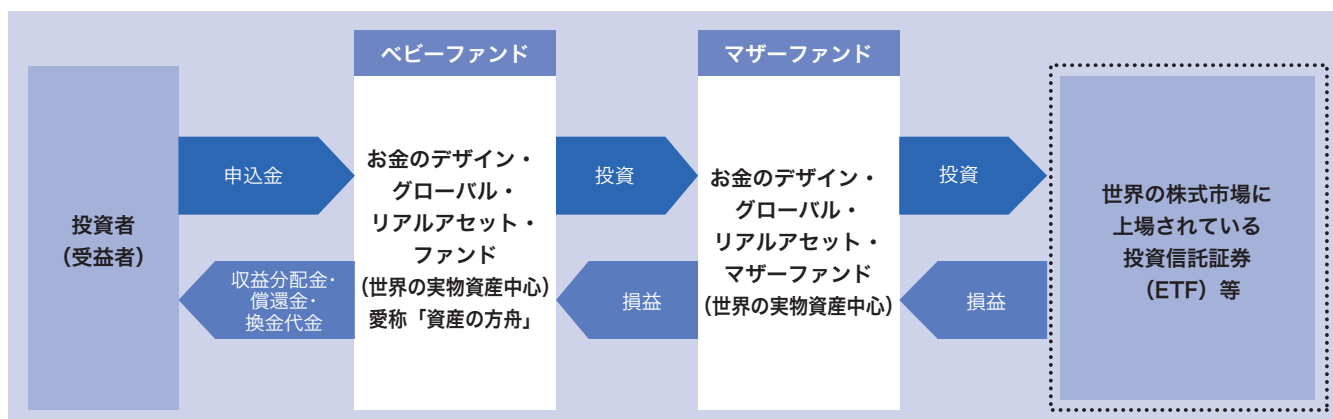 投資者
(受益者)
申込金
収益分配金・
償還金・
換金代金
ベビーファンド
お金のデザイン・
グローバル・
リアルアセット・
ファンド
(世界の実物資産中心)
愛称「資産の方舟」
投資
損益
マザーファンド
お金のデザイン・
グローバル・
リアルアセット・
マザーファンド
(世界の実物資産中心)
投資
損益
世界の株式市場に
上場されている
投資信託証券
(ETF)等